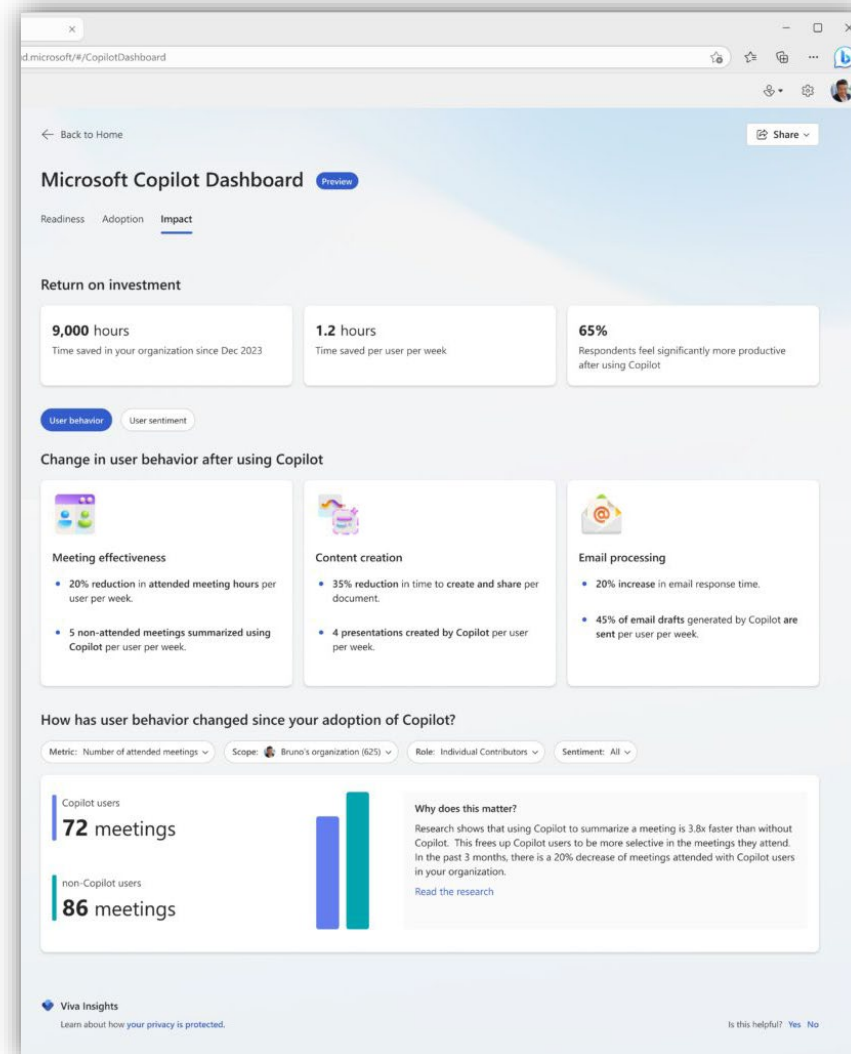 d.microsoft/#/CopilotDashboard
Back to Home
Share
Microsoft Copilot Dashboard
Preview
Readiness
Adoption
Impact
Return on investment
9,000 hours
Time saved in your organization since Dec 2023
1.2 hours
Time saved per user per week
65%
Respondents feel significantly more productive
after using Copilot
User behavior
User sentiment
Change in user behavior after using Copilot
Meeting effectiveness
• 20% reduction in attended meeting hours per
user per week.
• 5 non-attended meetings summarized using
Copilot per user per week.
Content creation
• 35% reduction in time to create and share per
document.
• 4 presentations created by Copilot per user
per week.
@
Email processing
• 20% increase in email response time.
• 45% of email drafts generated by Copilot are
sent per user per week.
How has user behavior changed since your adoption of Copilot?
Metric: Number of attended meetings
Scope: Bruno's organization (625)
Role: Individual Contributors
Sentiment: All
Copilot users
72 meetings
non-Copilot users
86 meetings
Why does this matter?
Research shows that using Copilot to summarize a meeting is 3.8x faster than without
Copilot. This frees up Copilot users to be more selective in the meetings they attend.
In the past 3 months, there is a 20% decrease of meetings attended with Copilot users
in your organization.
Read the research
Viva Insights
Learn about how your privacy is protected.
Is this helpful? Yes No